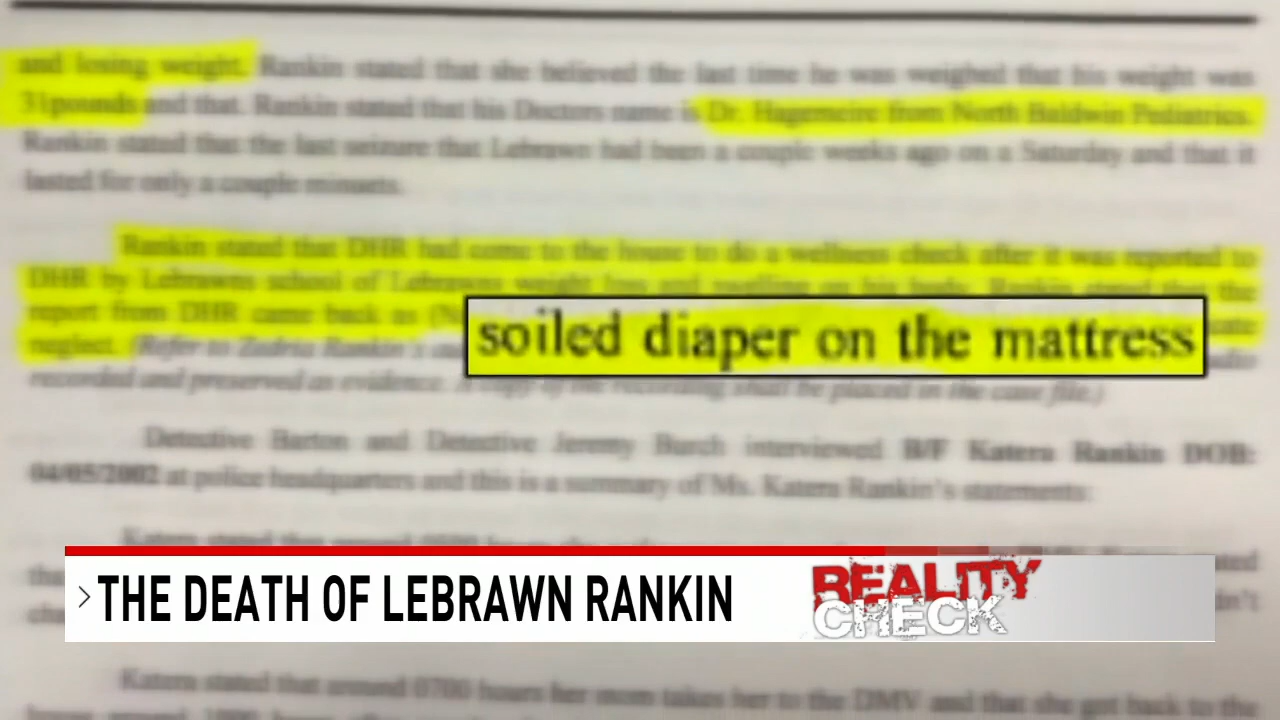 and losing weight. Rankin stated that she believed the last time he was weighed that his weight was
31pounds and that. Rankin stated that his Doctors name is Dr. Hagemeire from North Baldwin Pediatrics.
Rankin stated that the last seizure that Lebrawn had been a couple weeks ago on a Saturday and that it
lasted for only a couple minuets.
Rankin stated that DHR had come to the house to do a wellness check after it was reported to
DHR by Lebrawns school of Lebrawns weight loss and swelling on his body. Rankin stated that the
report from DHR came back as
neglect. (Refer to
soiled diaper on the mattress
recorded and preserved as evidence. A copy of the recording shall be placed in the case file.)
Detective Barton and Detective Jeremy Burch interviewed B/F Katera Rankin DOB:
04/05/2002 at police headquarters and this is a summary of Ms. Katera Rankin's statements:
Katera stated that around
THE DEATH OF LEBRAWN RANKIN
REALITY
CHECK
Katera stated that around 0700 hours her mom takes her to the DMV and that she got back to the